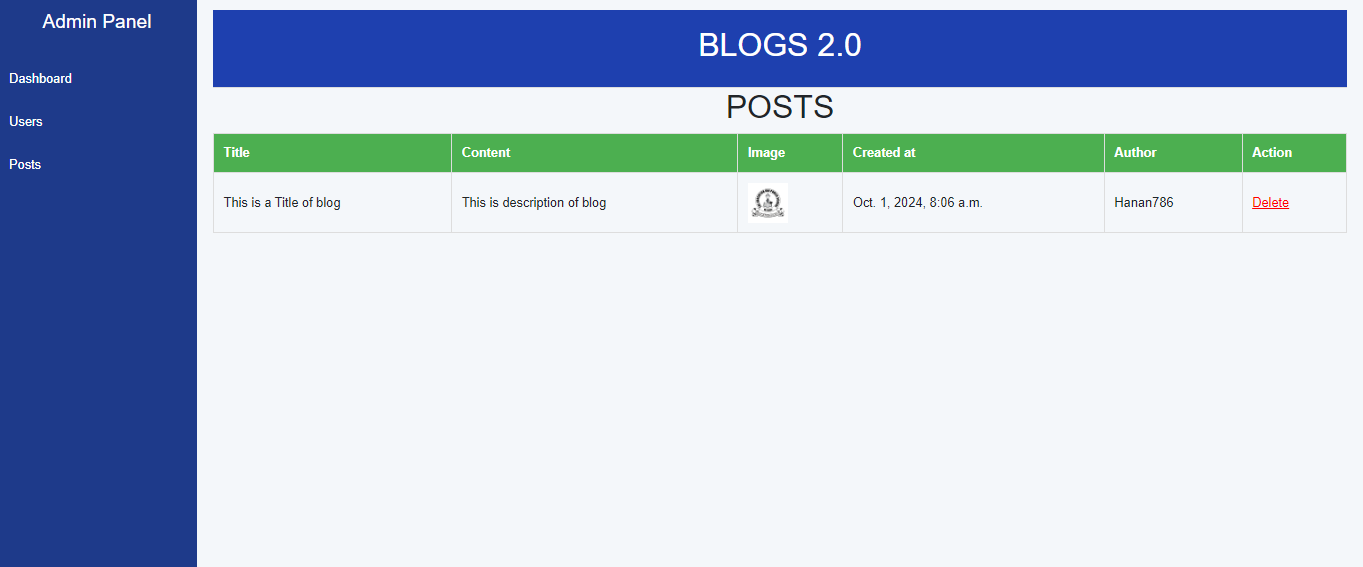 Admin Panel
Dashboard
Users
Posts
BLOGS 2.0
POSTS
Title Content Image Created at Author Action
This is a Title of blog This is description of blog Oct. 1, 2024, 8:06 a.m. Hanan786 Delete